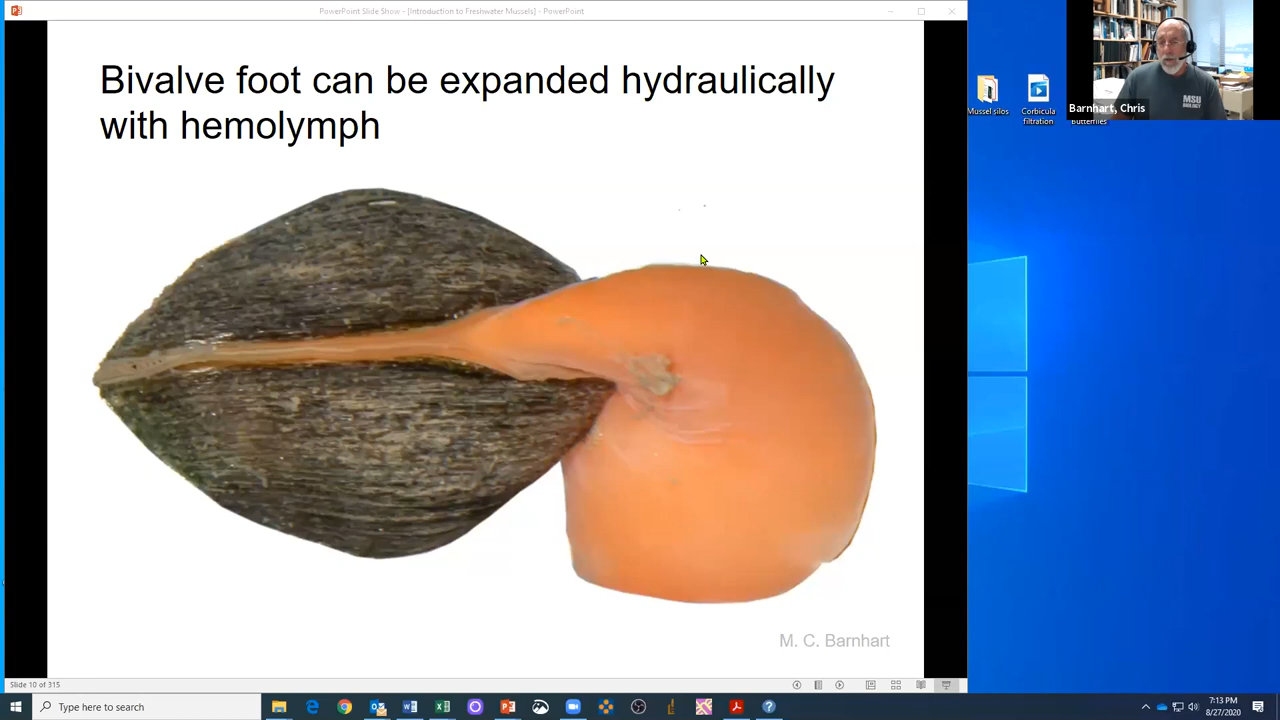 PowerPoint Slide Show - [Introduction to Freshwater Mussels] - PowerPoint
Bivalve foot can be expanded hydraulically
with hemolymph
M. C. Barnhart
Slide 10 of 315
Mussel silos
Corbicula
filtration
Butterflies
MSU
BIOLOGY
Barnhart, Chris
Type here to search
7:13 PM
8/27/2020